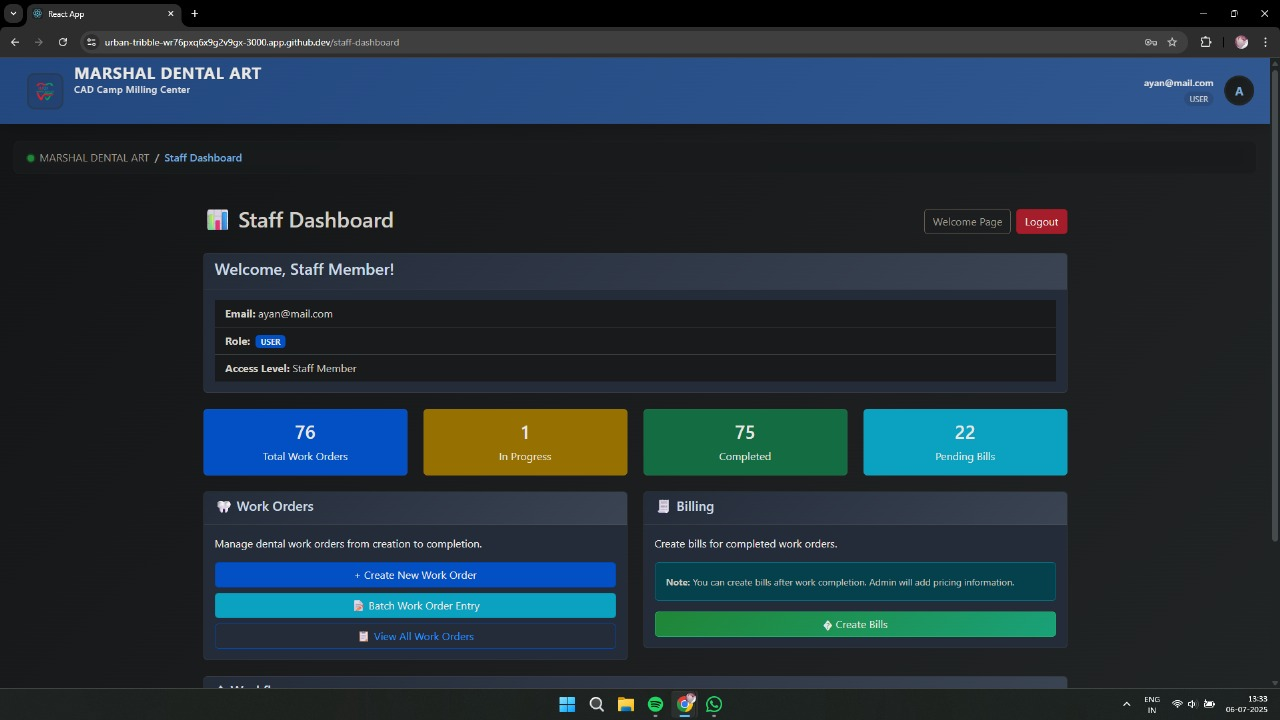 React App
urban-tribble-wr76pxq6x9g2v9gx-3000.app.github.dev/staff-dashboard
MARSHAL DENTAL ART
CAD Camp Milling Center
ayan@mail.com
USER
A
MARSHAL DENTAL ART / Staff Dashboard
Staff Dashboard
Welcome Page
Logout
Welcome, Staff Member!
Email: ayan@mail.com
Role: USER
Access Level: Staff Member
76
Total Work Orders
1
In Progress
75
Completed
22
Pending Bills
Work Orders
Manage dental work orders from creation to completion.
+ Create New Work Order
Batch Work Order Entry
View All Work Orders
Billing
Create bills for completed work orders.
Note: You can create bills after work completion. Admin will add pricing information.
Create Bills
ENG
IN
13:33
06-07-2025